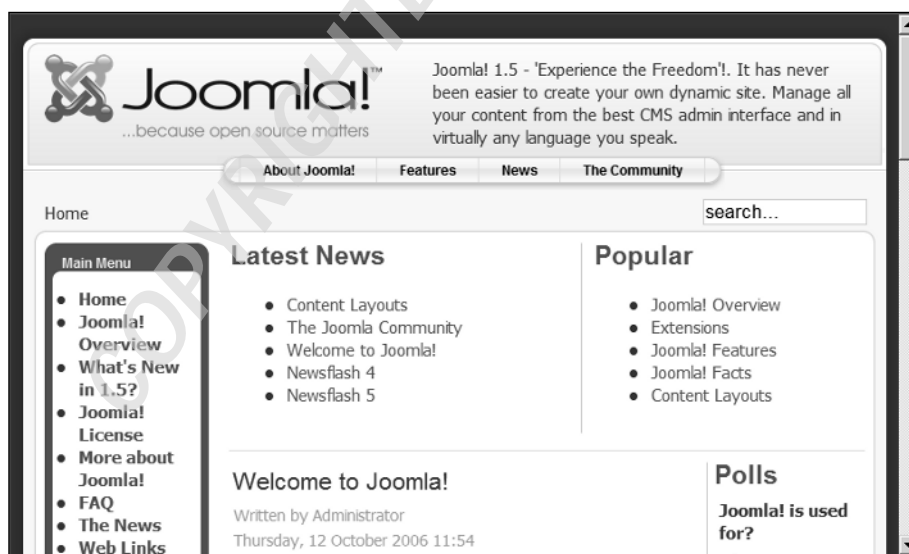 Joomla!™
...because open source matters
Joomla! 1.5 - 'Experience the Freedom'!. It has never
been easier to create your own dynamic site. Manage all
your content from the best CMS admin interface and in
virtually any language you speak.
About Joomla! Features News The Community
Home
search...
Main Menu
● Home
● Joomla!
Overview
● What's New
in 1.5?
● Joomla!
License
● More about
Joomla!
● FAQ
● The News
● Web Links
Latest News
● Content Layouts
● The Joomla Community
● Welcome to Joomla!
● Newsflash 4
● Newsflash 5
Popular
● Joomla! Overview
● Extensions
● Joomla! Features
● Joomla! Facts
● Content Layouts
Welcome to Joomla!
Written by Administrator
Thursday, 12 October 2006 11:54
Polls
Joomla! is used
for?
COPYRIGHTE